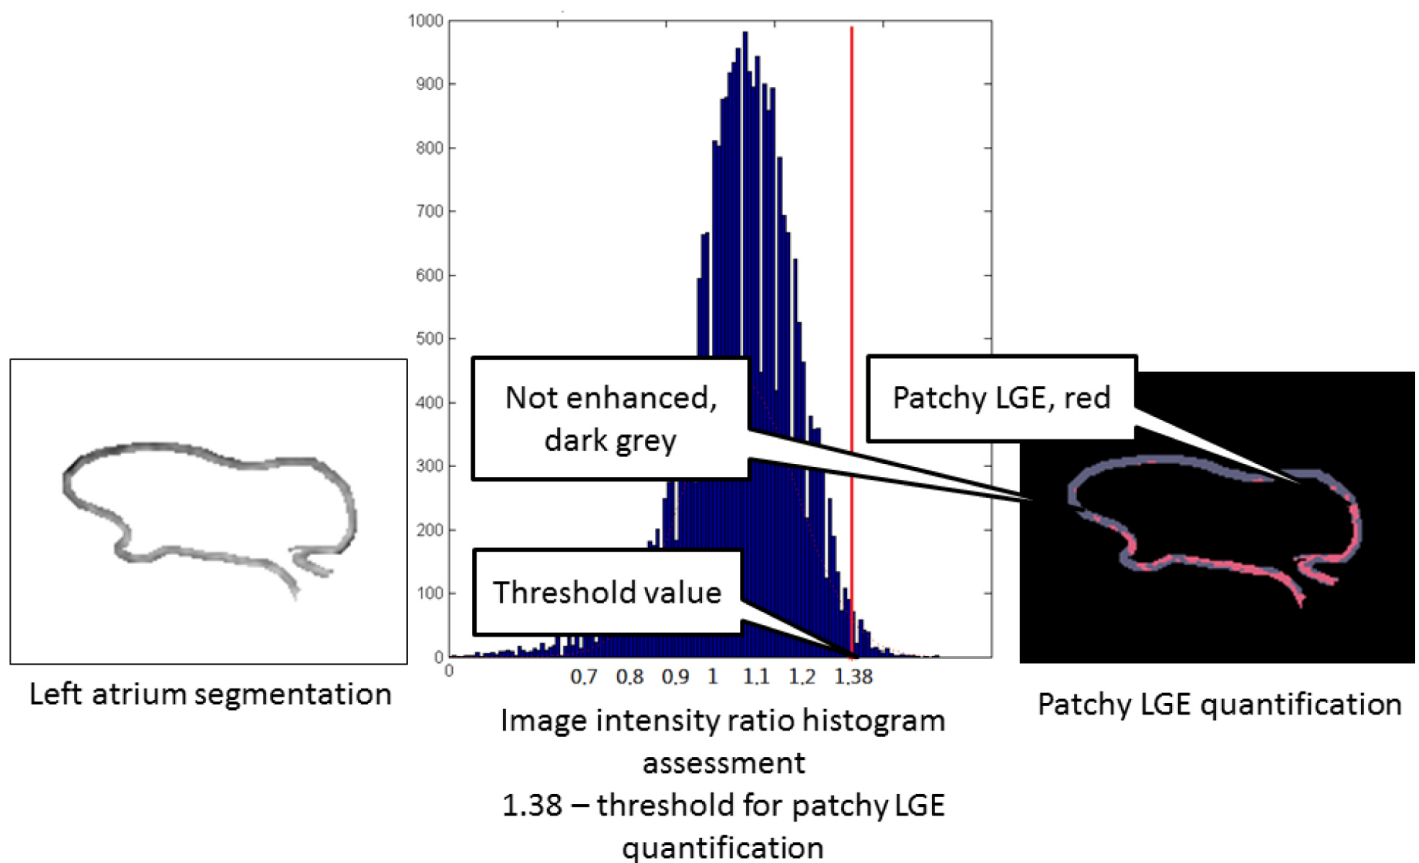 1000
900
800
700
600
500
400
300
200
100
0
0
0,7 0,8 0,9 1 1,1 1,2 1,38
Not enhanced,
dark grey
Threshold value
Patchy LGE, red
Left atrium segmentation
Image intensity ratio histogram
assessment
1.38 – threshold for patchy LGE
quantification
Patchy LGE quantification